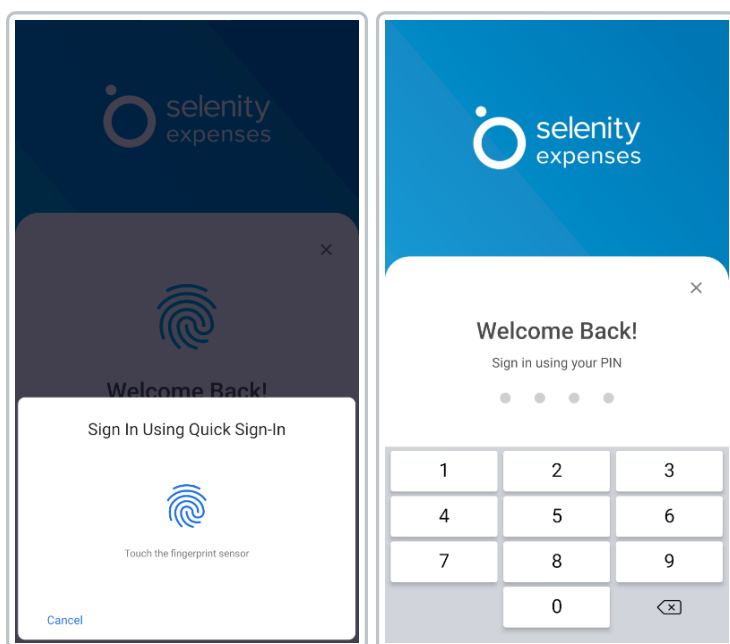 selenity
expenses
Welcome Back!
Sign In Using Quick Sign-In
Touch the fingerprint sensor
Cancel
selenity
expenses
Welcome Back!
Sign in using your PIN
1 2 3
4 5 6
7 8 9
0